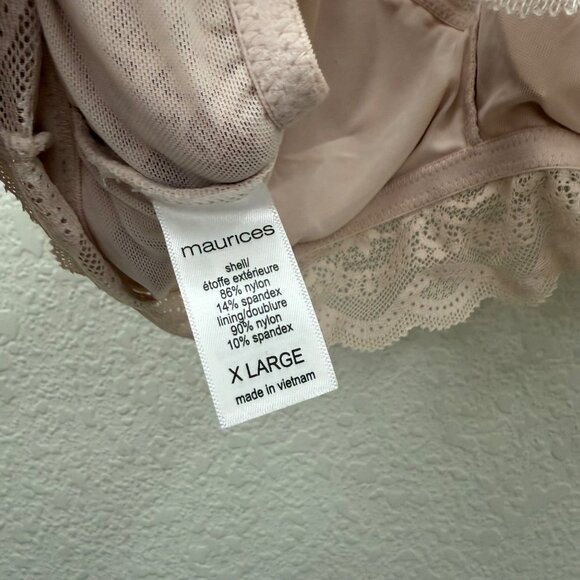 maurices
shell/
étoffe extérieure
86% nylon
14% spandex
lining/doublure
90% nylon
10% spandex
X LARGE
made in vietnam